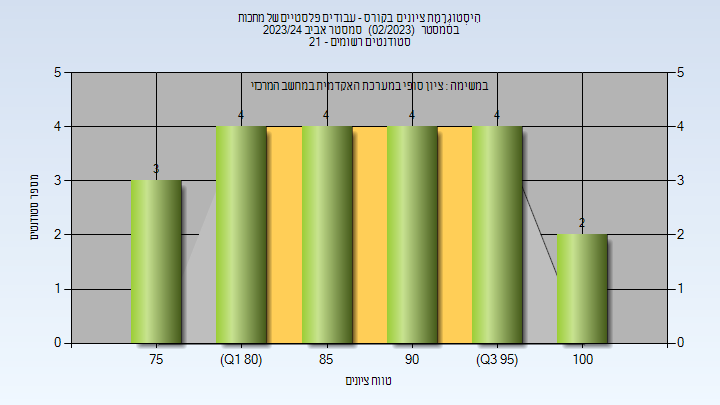 היסטוגרמת ציונים בקורס - עבודים פלסטיים של מתכות
בסמסטר (02/2023) סמסטר אביב 2023/24
סטודנטים רשומים - 21
במשימה : ציון סופי במערכת האקדמית במחשב המרכזי
מספר סטודנטים
5 5
4 4
3 3
2 2
1 1
0 0
3 4 4 4 4 2
75 (Q1 80) 85 90 (Q3 95) 100
טווח ציונים